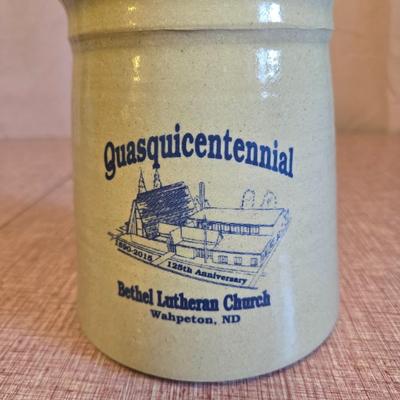 Quasquicentennial
1890-2015 125th Anniversary
Bethel Lutheran Church
Wahpeton, ND